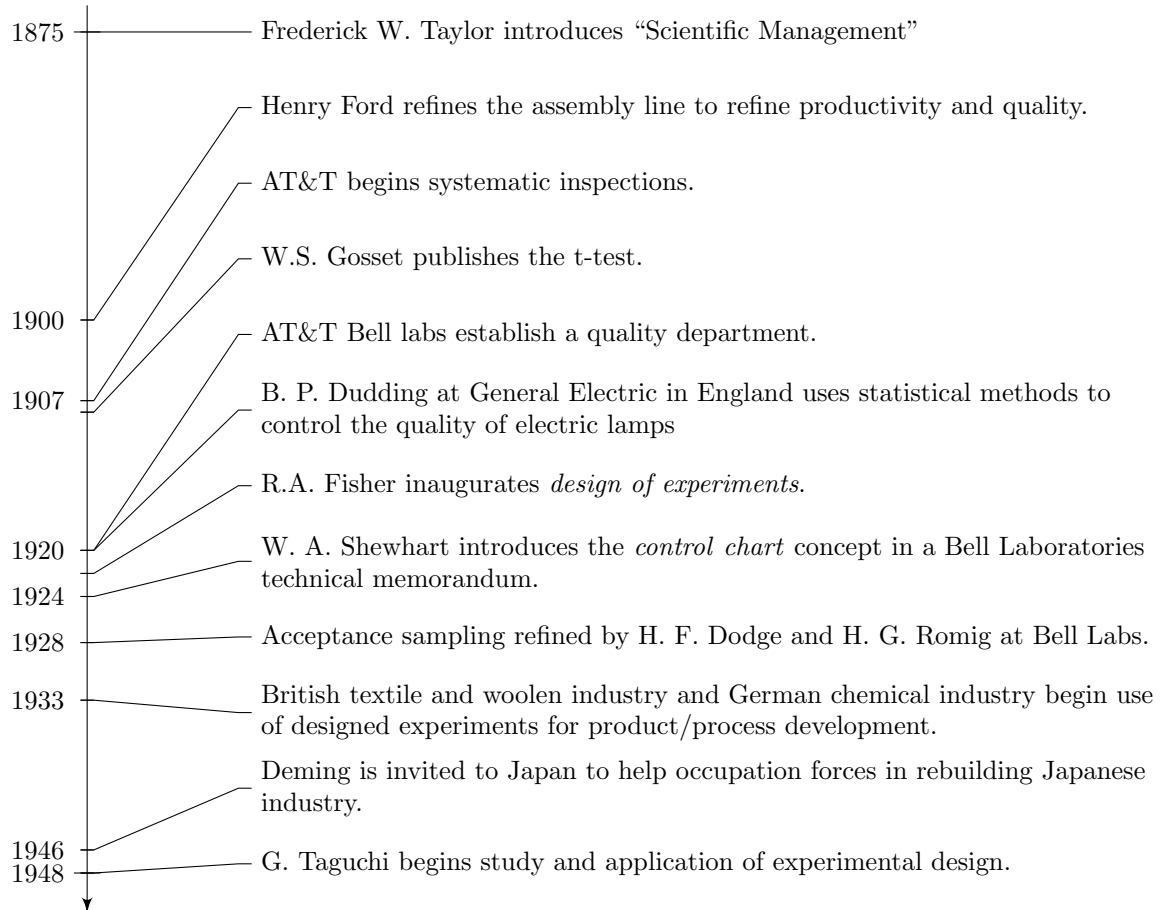 1875 Frederick W. Taylor introduces “Scientific Management”
Henry Ford refines the assembly line to refine productivity and quality.
AT&T begins systematic inspections.
W.S. Gosset publishes the t-test.
1900
AT&T Bell labs establish a quality department.
1907
B. P. Dudding at General Electric in England uses statistical methods to
control the quality of electric lamps
R.A. Fisher inaugurates design of experiments.
1920
W. A. Shewhart introduces the control chart concept in a Bell Laboratories
technical memorandum.
1924
1928
Acceptance sampling refined by H. F. Dodge and H. G. Romig at Bell Labs.
1933
British textile and woolen industry and German chemical industry begin use
of designed experiments for product/process development.
Deming is invited to Japan to help occupation forces in rebuilding Japanese
industry.
1946
1948
G. Taguchi begins study and application of experimental design.